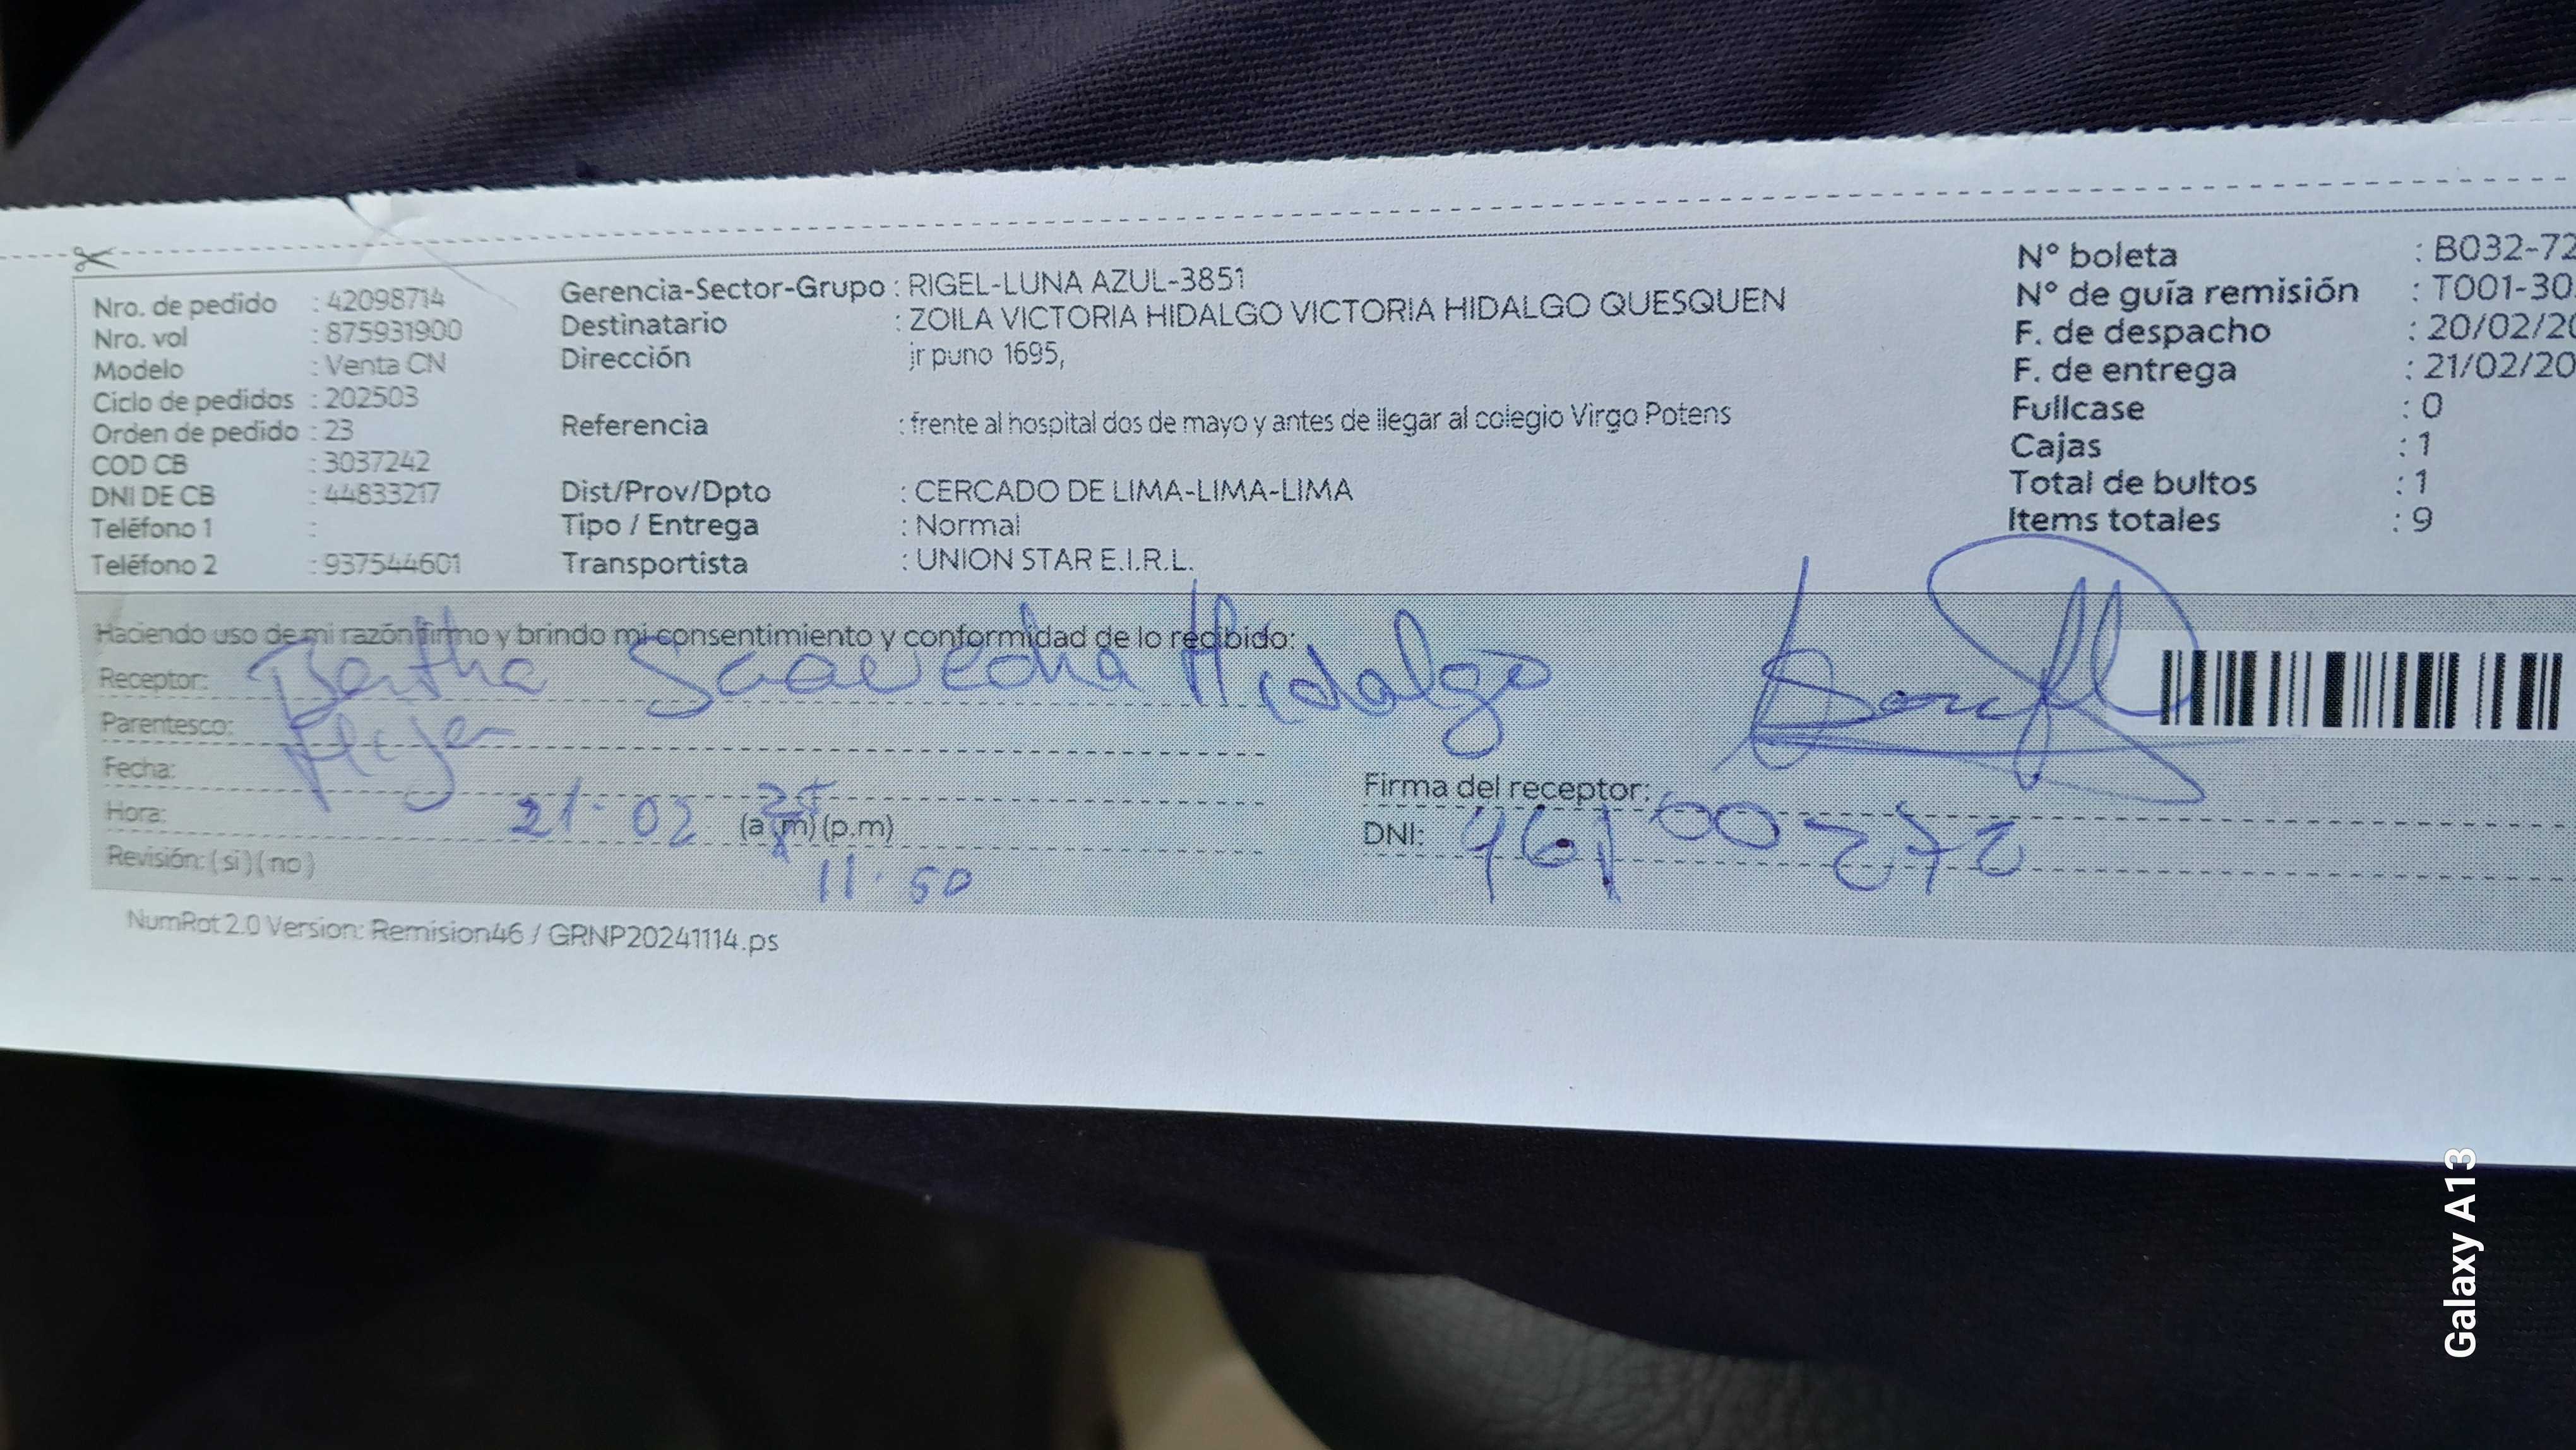 Nro. de pedido : 42098714
Nro. vol : 875931900
Modelo : Venta CN
Ciclo de pedidos : 202503
Orden de pedido : 23
COD CB : 3037242
DNI DE CB : 44833217
Teléfono 1 :
Teléfono 2 : 937544601
Gerencia-Sector-Grupo : RIGEL-LUNA AZUL-3851
Destinatario : ZOILA VICTORIA HIDALGO VICTORIA HIDALGO QUESQUEN
Dirección jr puno 1695,
Referencia : frente al hospital dos de mayo y antes de llegar al colegio Virgo Potens
Dist/Prov/Dpto : CERCADO DE LIMA-LIMA-LIMA
Tipo / Entrega : Normal
Transportista : UNION STAR E.I.R.L.
N° boleta : B032-72
N° de guía remisión : T001-30
F. de despacho : 20/02/20
F. de entrega : 21/02/20
Fullcase : 0
Cajas : 1
Total de bultos : 1
Items totales : 9
Haciendo uso de mi razón firmo y brindo mi consentimiento y conformidad de lo recibido:
Receptor: Bertha Saavedra Hidalgo
Parentesco:
Fecha: 21-02 25
Hora: (a.m) (p.m) 11:50
Revisión: (si) (no)
Firma del receptor:
DNI: 46100272
NumRot 2.0 Version: Remision46 / GRNP20241114.ps
Galaxy A13